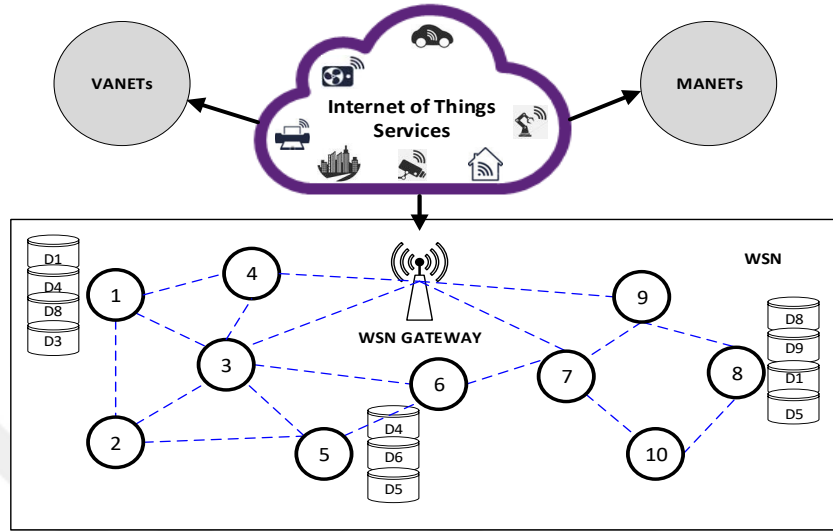 VANETs
Internet of Things
Services
MANETs
WSN
D1
D4
D8
D3
1
4
9
WSN GATEWAY
D8
D9
D1
D5
3
6
7
8
2
5
D4
D6
D5
10